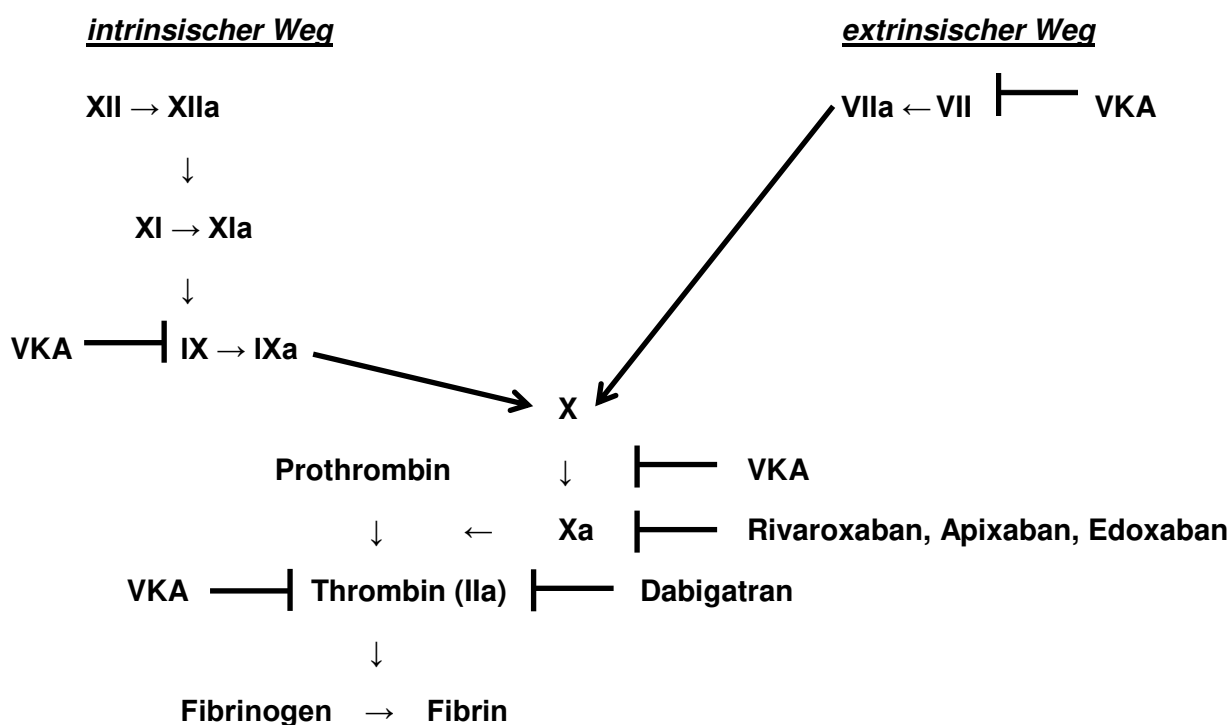 intrinsischer Weg extrinsischer Weg
XII → XIIa VIIa ← VII VKA
↓
XI → XIa
↓
VKA IX → IXa
X
Prothrombin ↓ VKA
↓ ← Xa Rivaroxaban, Apixaban, Edoxaban
VKA Thrombin (IIa) Dabigatran
↓
Fibrinogen → Fibrin